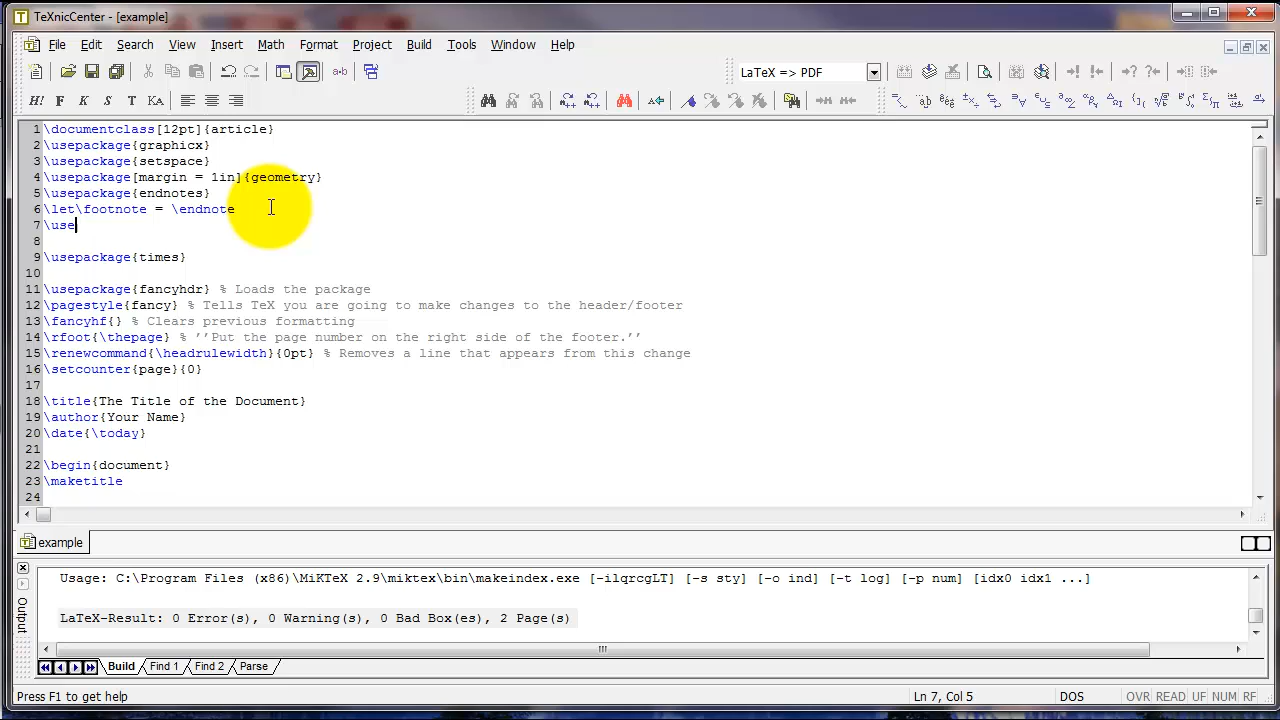 TeXnicCenter - [example]
File Edit Search View Insert Math Format Project Build Tools Window Help
LaTeX => PDF
1 \documentclass[12pt]{article}
2 \usepackage{graphicx}
3 \usepackage{setspace}
4 \usepackage[margin = 1in]{geometry}
5 \usepackage{endnotes}
6 \let\footnote = \endnote
7 \use
8
9 \usepackage{times}
10
11 \usepackage{fancyhdr} % Loads the package
12 \pagestyle{fancy} % Tells TeX you are going to make changes to the header/footer
13 \fancyhf{} % Clears previous formatting
14 \rfoot{\thepage} % ’’Put the page number on the right side of the footer.’’
15 \renewcommand{\headrulewidth}{0pt} % Removes a line that appears from this change
16 \setcounter{page}{0}
17
18 \title{The Title of the Document}
19 \author{Your Name}
20 \date{\today}
21
22 \begin{document}
23 \maketitle
24
example
Output
Usage: C:\Program Files (x86)\MiKTeX 2.9\miktex\bin\makeindex.exe [-ilqrcgLT] [-s sty] [-o ind] [-t log] [-p num] [idx0 idx1 ...]
LaTeX-Result: 0 Error(s), 0 Warning(s), 0 Bad Box(es), 2 Page(s)
Build Find 1 Find 2 Parse
Press F1 to get help Ln 7, Col 5 DOS OVR READ UF NUM RF